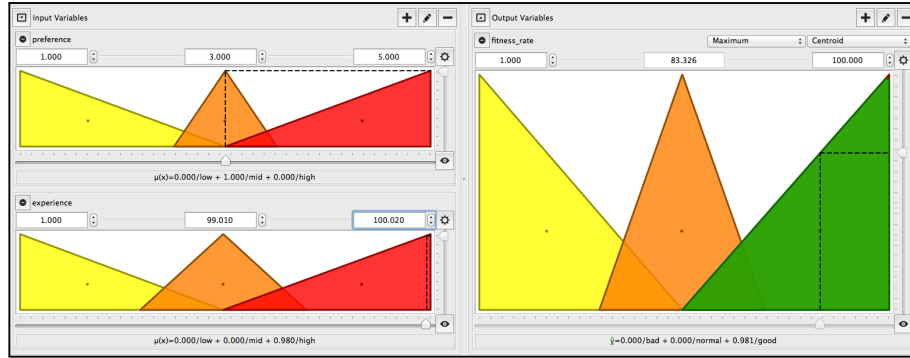 Input Variables
preference
1.000 3.000 5.000
μ(x)=0.000/low + 1.000/mid + 0.000/high
experience
1.000 99.010 100.020
μ(x)=0.000/low + 0.000/mid + 0.980/high
Output Variables
fitness_rate Maximum Centroid
1.000 83.326 100.000
ỹ=0.000/bad + 0.000/normal + 0.981/good